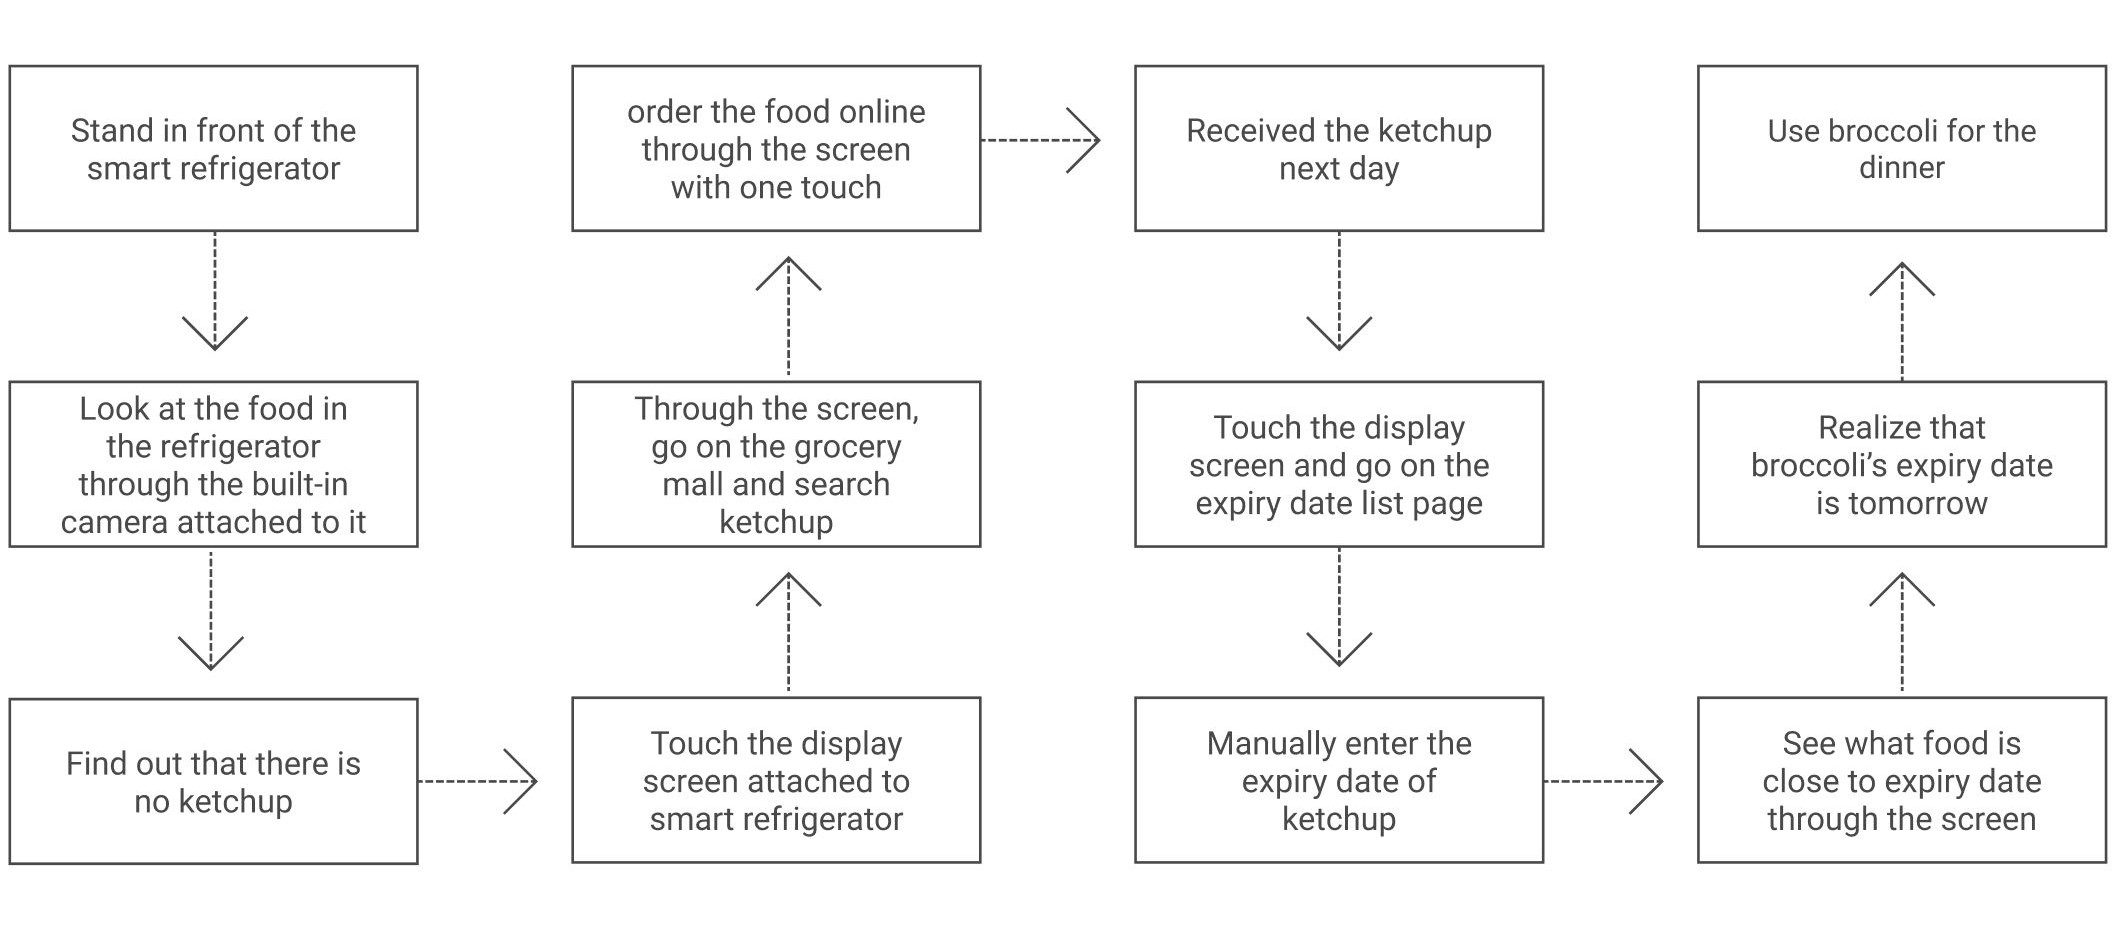 Stand in front of the
smart refrigerator
Look at the food in
the refrigerator
through the built-in
camera attached to it
Find out that there is
no ketchup
Touch the display
screen attached to
smart refrigerator
Through the screen,
go on the grocery
mall and search
ketchup
order the food online
through the screen
with one touch
Received the ketchup
next day
Touch the display
screen and go on the
expiry date list page
Manually enter the
expiry date of
ketchup
See what food is
close to expiry date
through the screen
Realize that
broccoli’s expiry date
is tomorrow
Use broccoli for the
dinner